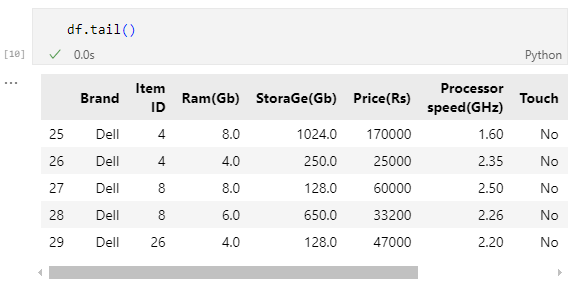 df.tail()
[10] ✓ 0.0s Python
...
Brand Item ID Ram(Gb) StoraGe(Gb) Price(Rs) Processor speed(GHz) Touch
25 Dell 4 8.0 1024.0 170000 1.60 No
26 Dell 4 4.0 250.0 25000 2.35 No
27 Dell 8 8.0 128.0 60000 2.50 No
28 Dell 8 6.0 650.0 33200 2.26 No
29 Dell 26 4.0 128.0 47000 2.20 No